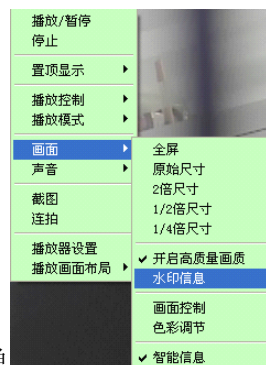 播放/暂停
停止
置顶显示
播放控制
播放模式
画面
声音
截图
连拍
播放器设置
播放画面布局
全屏
原始尺寸
2倍尺寸
1/2倍尺寸
1/4倍尺寸
开启高质量画质
水印信息
画面控制
色彩调节
智能信息